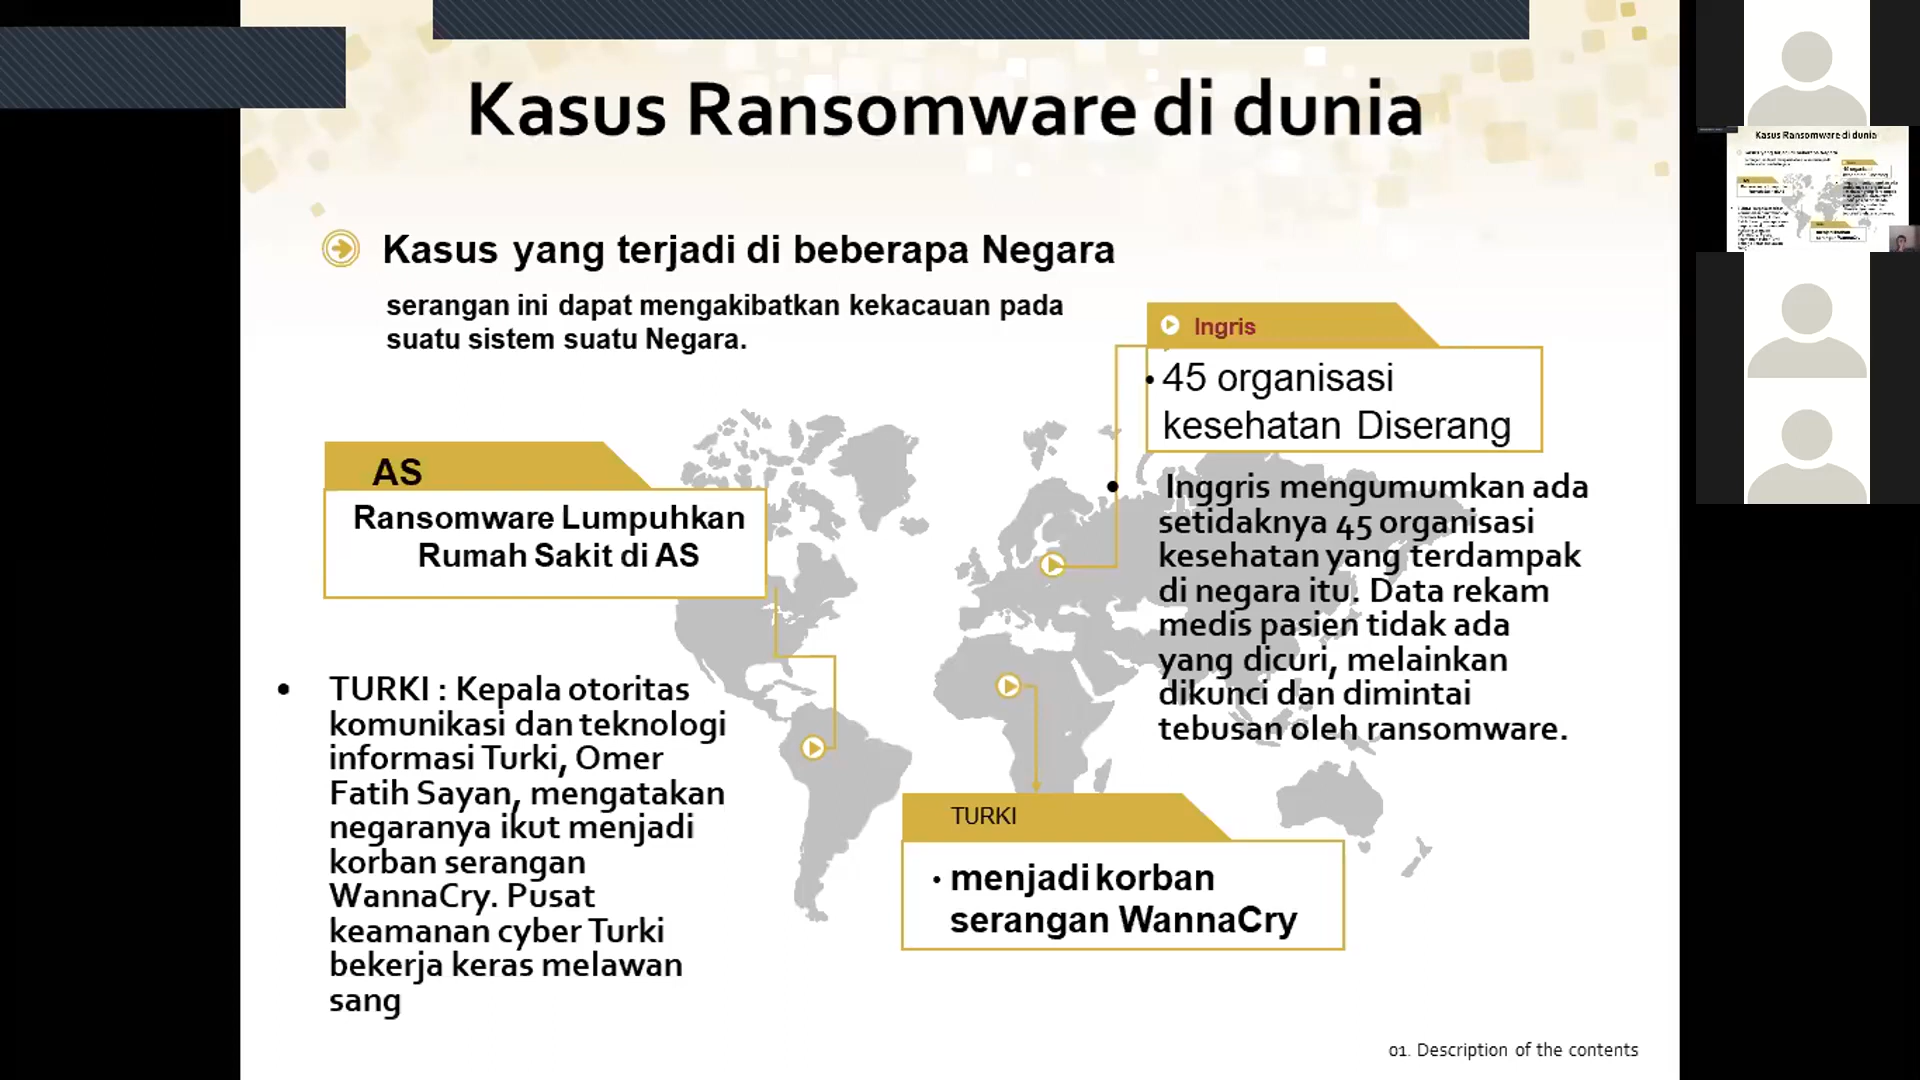 Kasus Ransomware di dunia
Kasus yang terjadi di beberapa Negara
serangan ini dapat mengakibatkan kekacauan pada
suatu sistem suatu Negara.
Ingris
• 45 organisasi
kesehatan Diserang
• Inggris mengumumkan ada
setidaknya 45 organisasi
kesehatan yang terdampak
di negara itu. Data rekam
medis pasien tidak ada
yang dicuri, melainkan
dikunci dan dimintai
tebusan oleh ransomware.
AS
Ransomware Lumpuhkan
Rumah Sakit di AS
• TURKI : Kepala otoritas
komunikasi dan teknologi
informasi Turki, Omer
Fatih Sayan, mengatakan
negaranya ikut menjadi
korban serangan
WannaCry. Pusat
keamanan cyber Turki
bekerja keras melawan
sang
TURKI
• menjadi korban
serangan WannaCry
01. Description of the contents
Kasus Ransomware di dunia